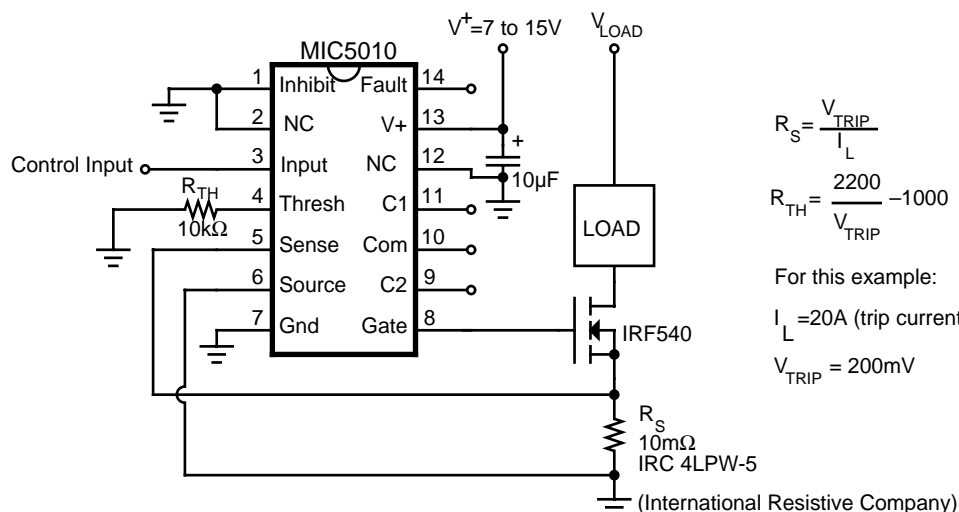 V+=7 to 15V
VLOAD
MIC5010
1 Inhibit Fault 14
2 NC V+ 13
Control Input 3 Input NC 12
+
10µF
RTH
10kΩ
4 Thresh C1 11
5 Sense Com 10
6 Source C2 9
7 Gnd Gate 8
LOAD
IRF540
RS
10mΩ
IRC 4LPW-5
(International Resistive Company)
RS= VTRIP
IL
RTH= 2200 –1000
VTRIP
For this example:
IL =20A (trip current
VTRIP = 200mV